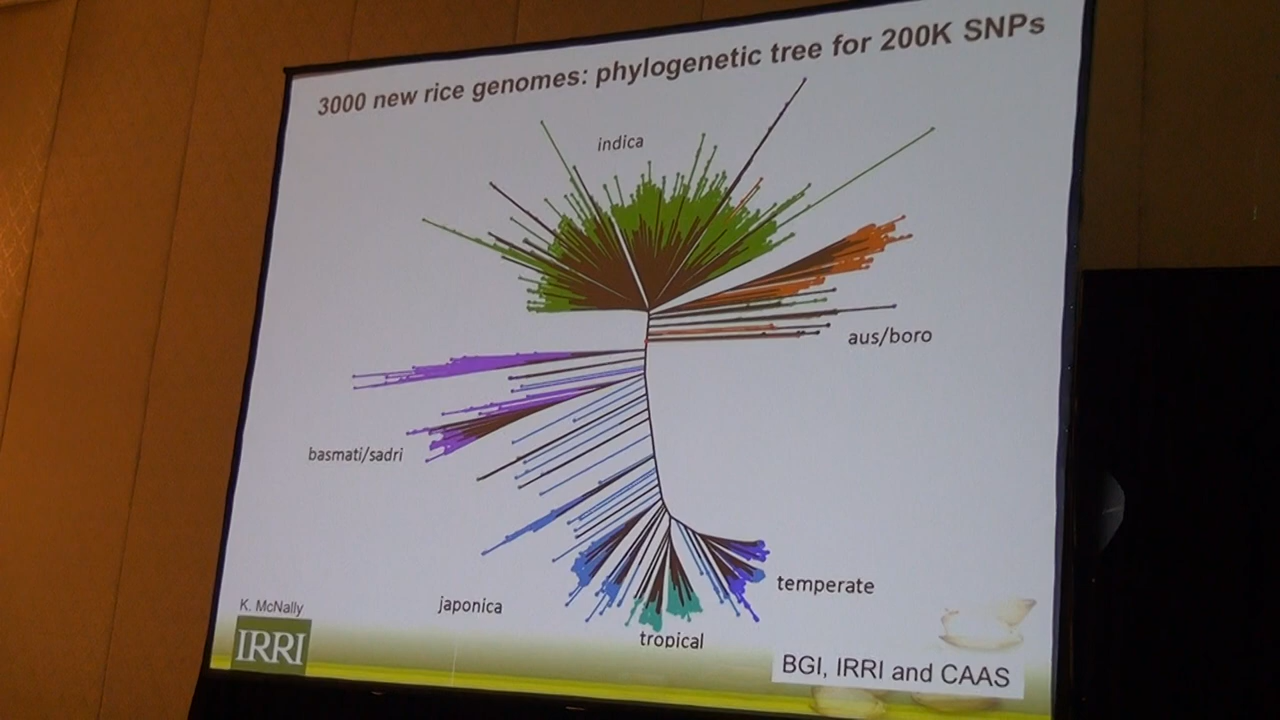 3000 new rice genomes: phylogenetic tree for 200K SNPs
indica
aus/boro
basmati/sadri
temperate
japonica
tropical
K. McNally
IRRI
BGI, IRRI and CAAS